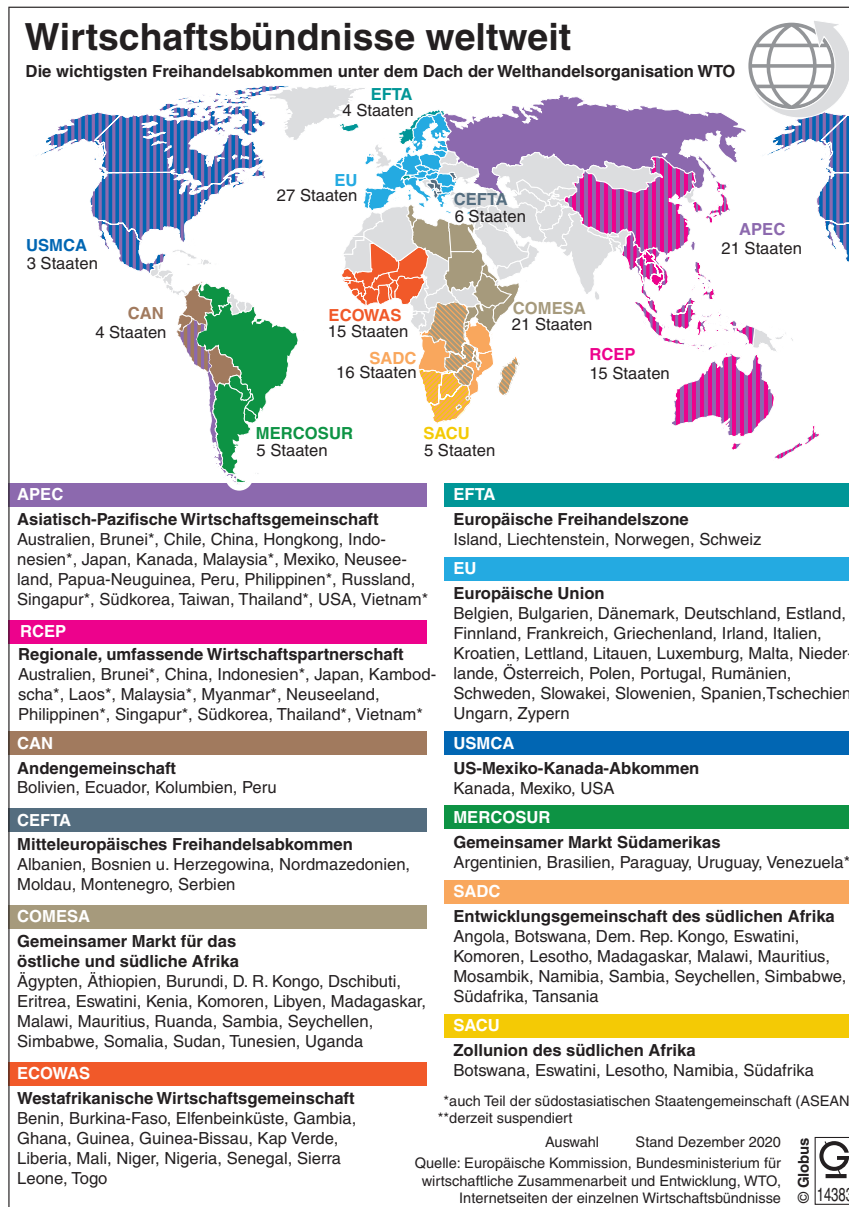 Wirtschaftsbündnisse weltweit
Die wichtigsten Freihandelsabkommen unter dem Dach der Welthandelsorganisation WTO
EFTA
4 Staaten
EU
27 Staaten
CEFTA
6 Staaten
USMCA
3 Staaten
APEC
21 Staaten
CAN
4 Staaten
ECOWAS
15 Staaten
COMESA
21 Staaten
SADC
16 Staaten
RCEP
15 Staaten
MERCOSUR
5 Staaten
SACU
5 Staaten
APEC
Asiatisch-Pazifische Wirtschaftsgemeinschaft
Australien, Brunei*, Chile, China, Hongkong, Indo-
nesien*, Japan, Kanada, Malaysia*, Mexiko, Neusee-
land, Papua-Neuguinea, Peru, Philippinen*, Russland,
Singapur*, Südkorea, Taiwan, Thailand*, USA, Vietnam*
RCEP
Regionale, umfassende Wirtschaftspartnerschaft
Australien, Brunei*, China, Indonesien*, Japan, Kambod-
scha*, Laos*, Malaysia*, Myanmar*, Neuseeland,
Philippinen*, Singapur*, Südkorea, Thailand*, Vietnam*
CAN
Andengemeinschaft
Bolivien, Ecuador, Kolumbien, Peru
CEFTA
Mitteleuropäisches Freihandelsabkommen
Albanien, Bosnien u. Herzegowina, Nordmazedonien,
Moldau, Montenegro, Serbien
COMESA
Gemeinsamer Markt für das
östliche und südliche Afrika
Ägypten, Äthiopien, Burundi, D. R. Kongo, Dschibuti,
Eritrea, Eswatini, Kenia, Komoren, Libyen, Madagaskar,
Malawi, Mauritius, Ruanda, Sambia, Seychellen,
Simbabwe, Somalia, Sudan, Tunesien, Uganda
ECOWAS
Westafrikanische Wirtschaftsgemeinschaft
Benin, Burkina-Faso, Elfenbeinküste, Gambia,
Ghana, Guinea, Guinea-Bissau, Kap Verde,
Liberia, Mali, Niger, Nigeria, Senegal, Sierra
Leone, Togo
EFTA
Europäische Freihandelszone
Island, Liechtenstein, Norwegen, Schweiz
EU
Europäische Union
Belgien, Bulgarien, Dänemark, Deutschland, Estland,
Finnland, Frankreich, Griechenland, Irland, Italien,
Kroatien, Lettland, Litauen, Luxemburg, Malta, Nieder-
lande, Österreich, Polen, Portugal, Rumänien,
Schweden, Slowakei, Slowenien, Spanien,Tschechien
Ungarn, Zypern
USMCA
US-Mexiko-Kanada-Abkommen
Kanada, Mexiko, USA
MERCOSUR
Gemeinsamer Markt Südamerikas
Argentinien, Brasilien, Paraguay, Uruguay, Venezuela*
SADC
Entwicklungsgemeinschaft des südlichen Afrika
Angola, Botswana, Dem. Rep. Kongo, Eswatini,
Komoren, Lesotho, Madagaskar, Malawi, Mauritius,
Mosambik, Namibia, Sambia, Seychellen, Simbabwe,
Südafrika, Tansania
SACU
Zollunion des südlichen Afrika
Botswana, Eswatini, Lesotho, Namibia, Südafrika
*auch Teil der südostasiatischen Staatengemeinschaft (ASEAN
**derzeit suspendiert
Auswahl Stand Dezember 2020
Quelle: Europäische Kommission, Bundesministerium für
wirtschaftliche Zusammenarbeit und Entwicklung, WTO,
Internetseiten der einzelnen Wirtschaftsbündnisse
© Globus
G
14383